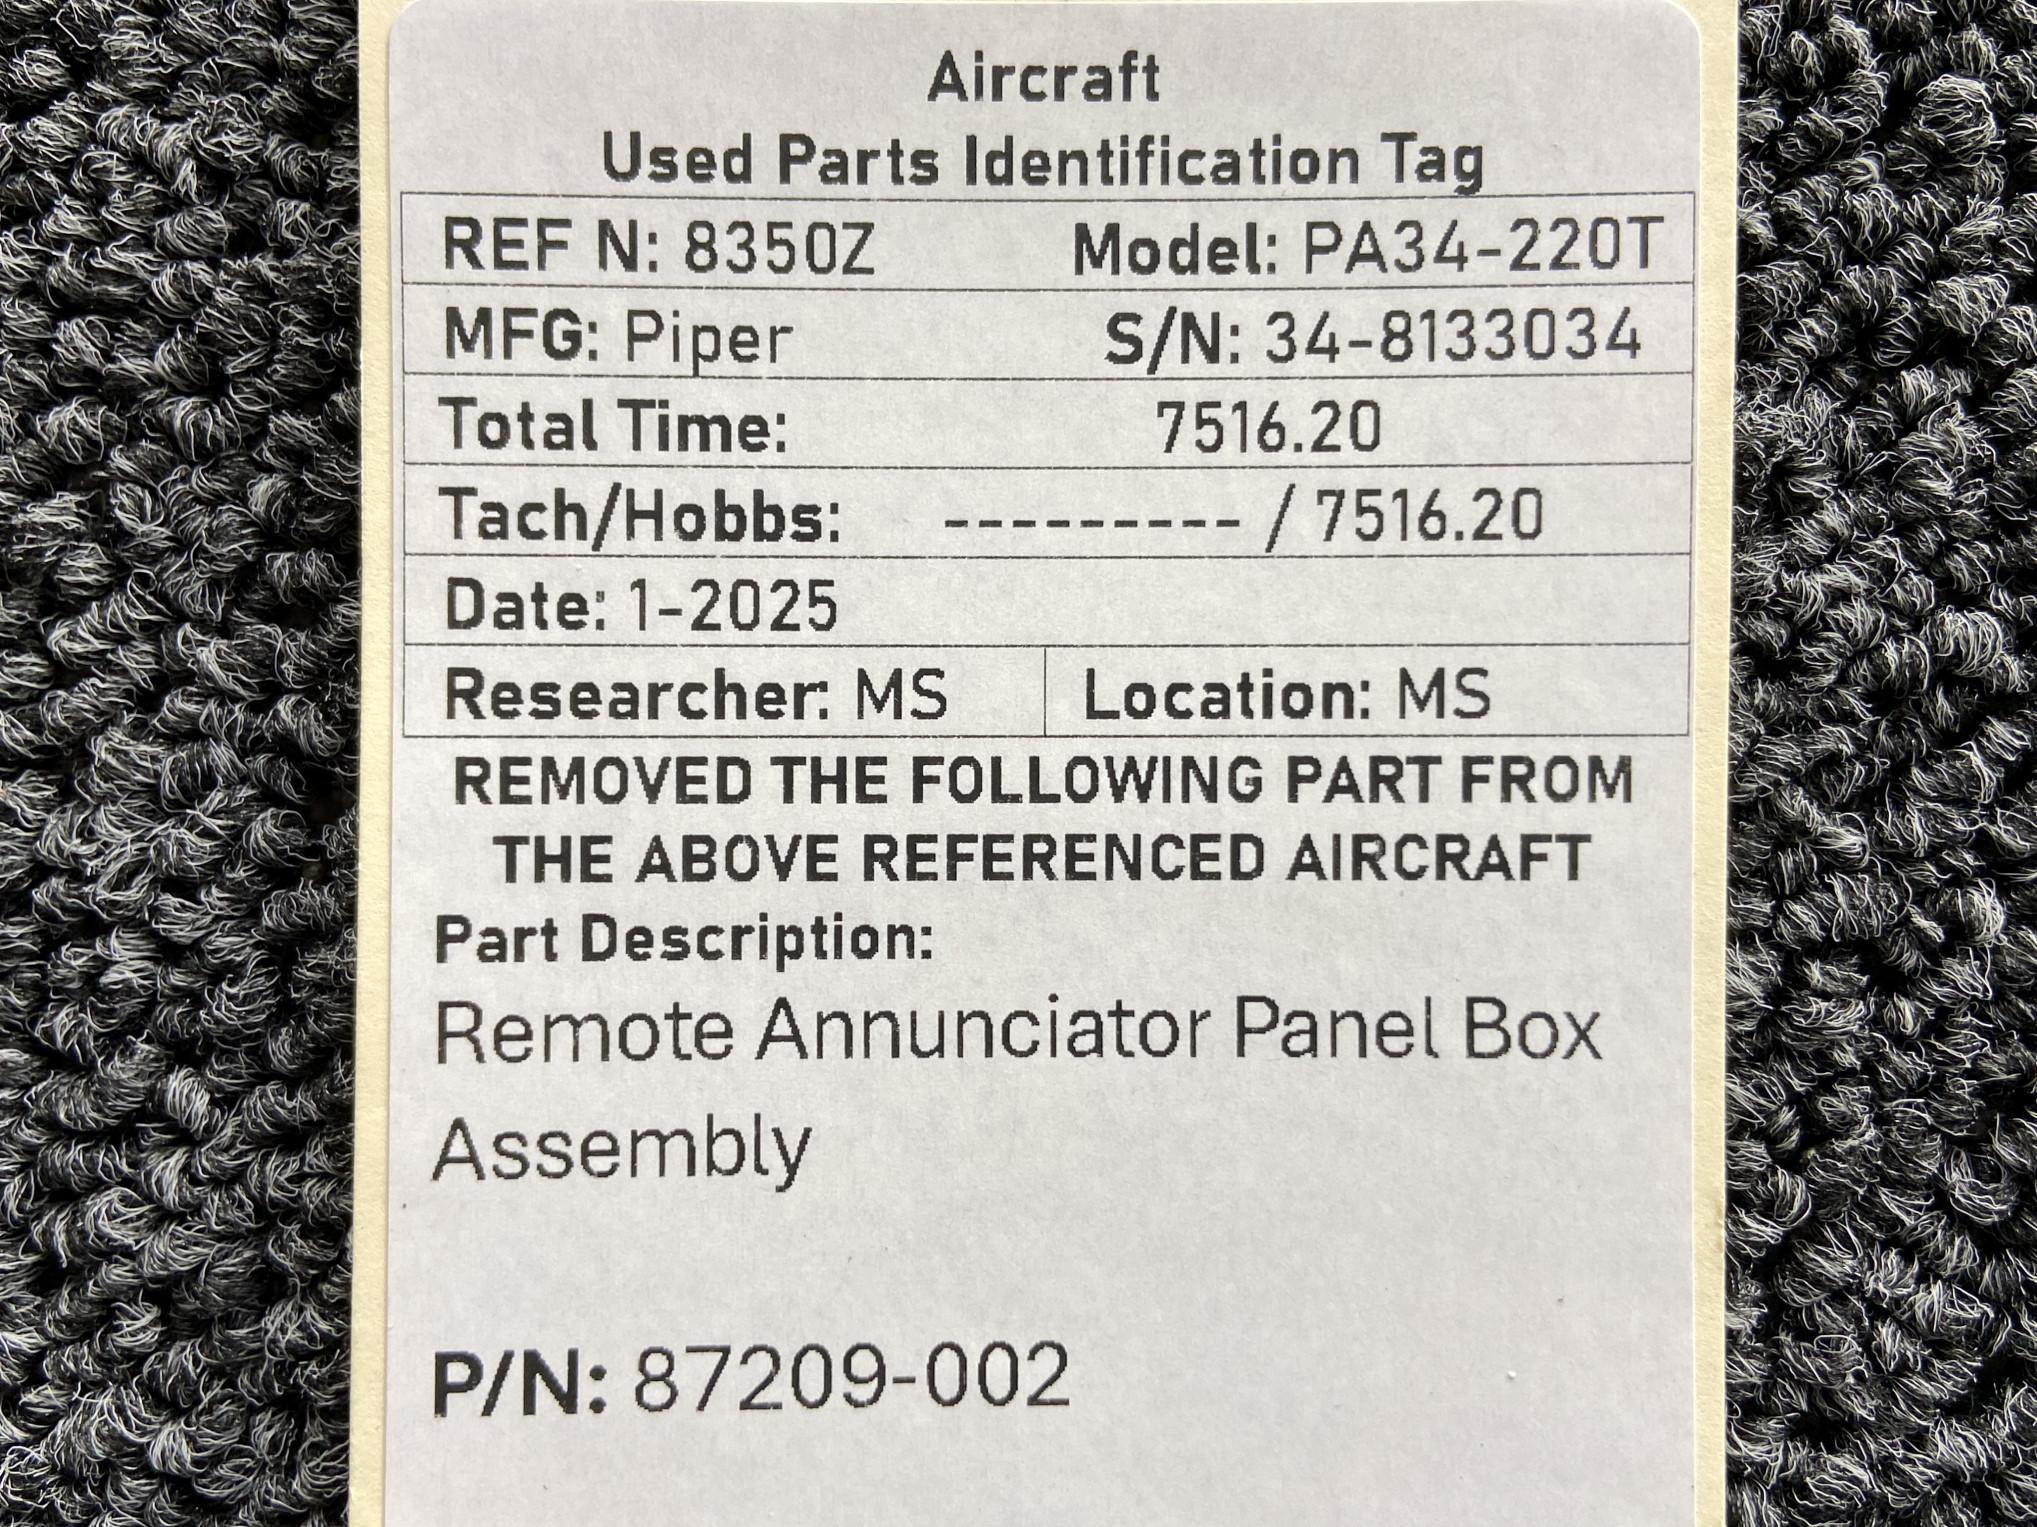 Aircraft
Used Parts Identification Tag
REF N: 8350Z Model: PA34-220T
MFG: Piper S/N: 34-8133034
Total Time: 7516.20
Tach/Hobbs: --------- / 7516.20
Date: 1-2025
Researcher: MS Location: MS
REMOVED THE FOLLOWING PART FROM
THE ABOVE REFERENCED AIRCRAFT
Part Description:
Remote Annunciator Panel Box
Assembly
P/N: 87209-002